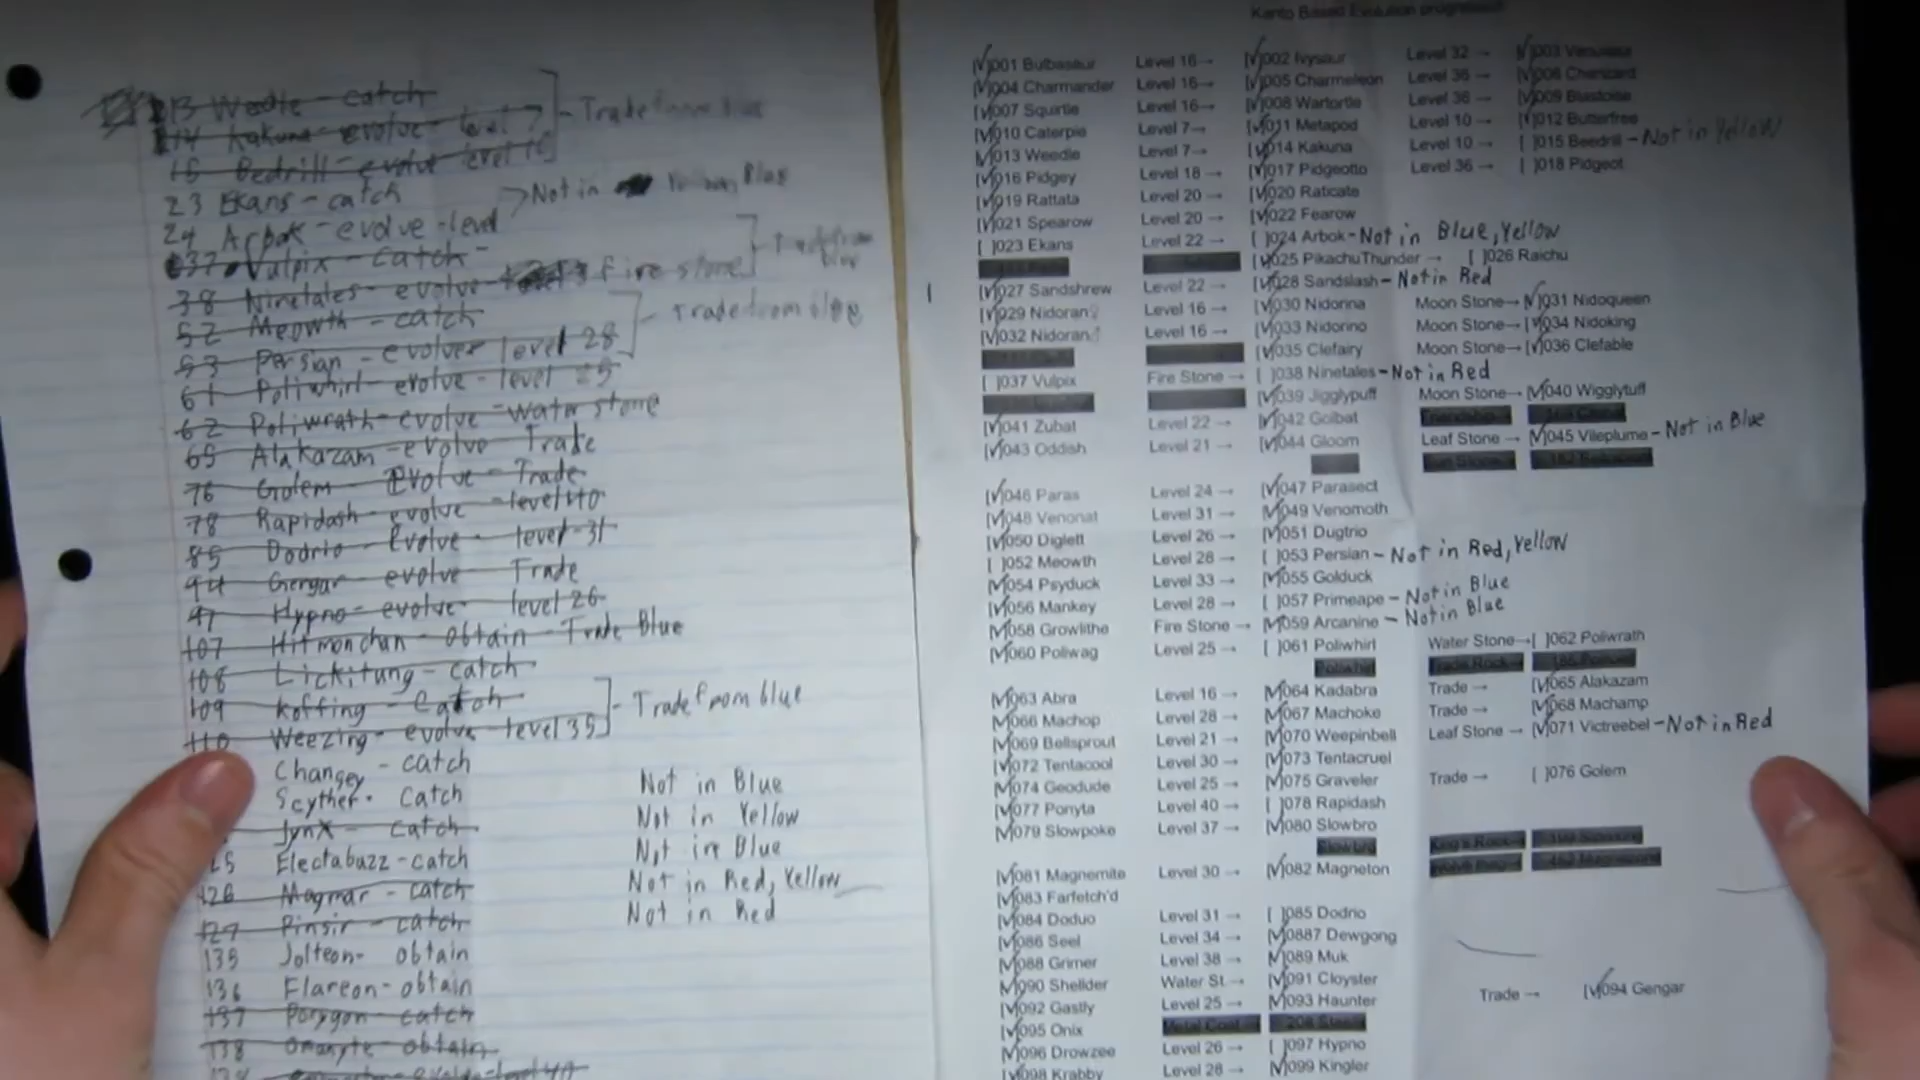 13 Weedle - catch
14 Kakuna - evolve - level 7
Trade from blue
15 Bedrill - evolve level 10
23 Ekans - catch
Not in Blue
24 Arbok - evolve - level
37 Vulpix - catch -
38 Ninetales - evolve fire stone
Trade from blue
52 Meowth - catch
53 Persian - evolves level 28
Trade from blue
61 Poliwhirl - evolve - level 25
62 Poliwrath - evolve - water stone
65 Alakazam - evolve Trade
76 Golem - Evolve - Trade
78 Rapidash - evolve - level 40
85 Dodrio - Evolve - level - 31
94 Gengar - evolve Trade
97 Hypno - evolve - level 26
107 Hitmonchan - obtain - Trade Blue
108 Lickitung - catch
109 Koffing - Catch
110 Weezing - evolve - level 35
Trade from blue
Chansey - catch
Scyther - Catch
Not in Blue
Jynx - catch
Not in Yellow
25 Electabuzz - catch
Not in Blue
126 Magmar - catch
Not in Red, Yellow
127 Pinsir - catch
Not in Red
135 Jolteon - obtain
136 Flareon - obtain
137 Porygon catch
138 Omanyte - obtain
Kanto Based Evolution
[✓]001 Bulbasaur Level 16→ [✓]002 Ivysaur Level 32 → [✓]003 Venusaur
[✓]004 Charmander Level 16→ [✓]005 Charmeleon Level 36 → [✓]006 Charizard
[✓]007 Squirtle Level 16→ [✓]008 Wartortle Level 36 → [✓]009 Blastoise
[✓]010 Caterpie Level 7→ [✓]011 Metapod Level 10 → [✓]012 Butterfree
[✓]013 Weedle Level 7→ [✓]014 Kakuna Level 10 → [ ]015 Beedrill - Not in Yellow
[✓]016 Pidgey Level 18 → [✓]017 Pidgeotto Level 36 → [ ]018 Pidgeot
[✓]019 Rattata Level 20 → [✓]020 Raticate
[✓]021 Spearow Level 20 → [✓]022 Fearow
[ ]023 Ekans Level 22 → [ ]024 Arbok - Not in Blue, Yellow
[✓]025 PikachuThunder → [ ]026 Raichu
[✓]027 Sandshrew Level 22 → [✓]028 Sandslash - Not in Red
[✓]029 Nidoran♀ Level 16 → [✓]030 Nidorina Moon Stone→ [✓]031 Nidoqueen
[✓]032 Nidoran♂ Level 16 → [✓]033 Nidorino Moon Stone→ [✓]034 Nidoking
[✓]035 Clefairy Moon Stone→ [✓]036 Clefable
[ ]037 Vulpix Fire Stone → [ ]038 Ninetales - Not in Red
[✓]039 Jigglypuff Moon Stone→ [✓]040 Wigglytuff
[✓]041 Zubat Level 22 → [✓]042 Golbat
[✓]043 Oddish Level 21 → [✓]044 Gloom Leaf Stone → [✓]045 Vileplume - Not in Blue
[✓]046 Paras Level 24 → [✓]047 Parasect
[✓]048 Venonat Level 31 → [✓]049 Venomoth
[✓]050 Diglett Level 26 → [✓]051 Dugtrio
[ ]052 Meowth Level 28 → [ ]053 Persian - Not in Red, Yellow
[✓]054 Psyduck Level 33 → [✓]055 Golduck
[✓]056 Mankey Level 28 → [ ]057 Primeape - Not in Blue
[✓]058 Growlithe Fire Stone → [✓]059 Arcanine - Not in Blue
[✓]060 Poliwag Level 25 → [ ]061 Poliwhirl Water Stone→ [ ]062 Poliwrath
Poliwhirl
[✓]063 Abra Level 16 → [✓]064 Kadabra Trade → [✓]065 Alakazam
[✓]066 Machop Level 28 → [✓]067 Machoke Trade → [✓]068 Machamp
[✓]069 Bellsprout Level 21 → [✓]070 Weepinbell Leaf Stone → [✓]071 Victreebel - Not in Red
[✓]072 Tentacool Level 30 → [✓]073 Tentacruel
[✓]074 Geodude Level 25 → [✓]075 Graveler Trade → [ ]076 Golem
[✓]077 Ponyta Level 40 → [ ]078 Rapidash
[✓]079 Slowpoke Level 37 → [✓]080 Slowbro
[✓]081 Magnemite Level 30 → [✓]082 Magneton
[✓]083 Farfetch'd
[✓]084 Doduo Level 31 → [ ]085 Dodrio
[✓]086 Seel Level 34 → [✓]0887 Dewgong
[✓]088 Grimer Level 38 → [✓]089 Muk
[✓]090 Shellder Water St.→ [✓]091 Cloyster
[✓]092 Gastly Level 25 → [✓]093 Haunter Trade → [✓]094 Gengar
[✓]095 Onix Metal Coat
[✓]096 Drowzee Level 26 → [ ]097 Hypno
[✓]098 Krabby Level 28 → [✓]099 Kingler